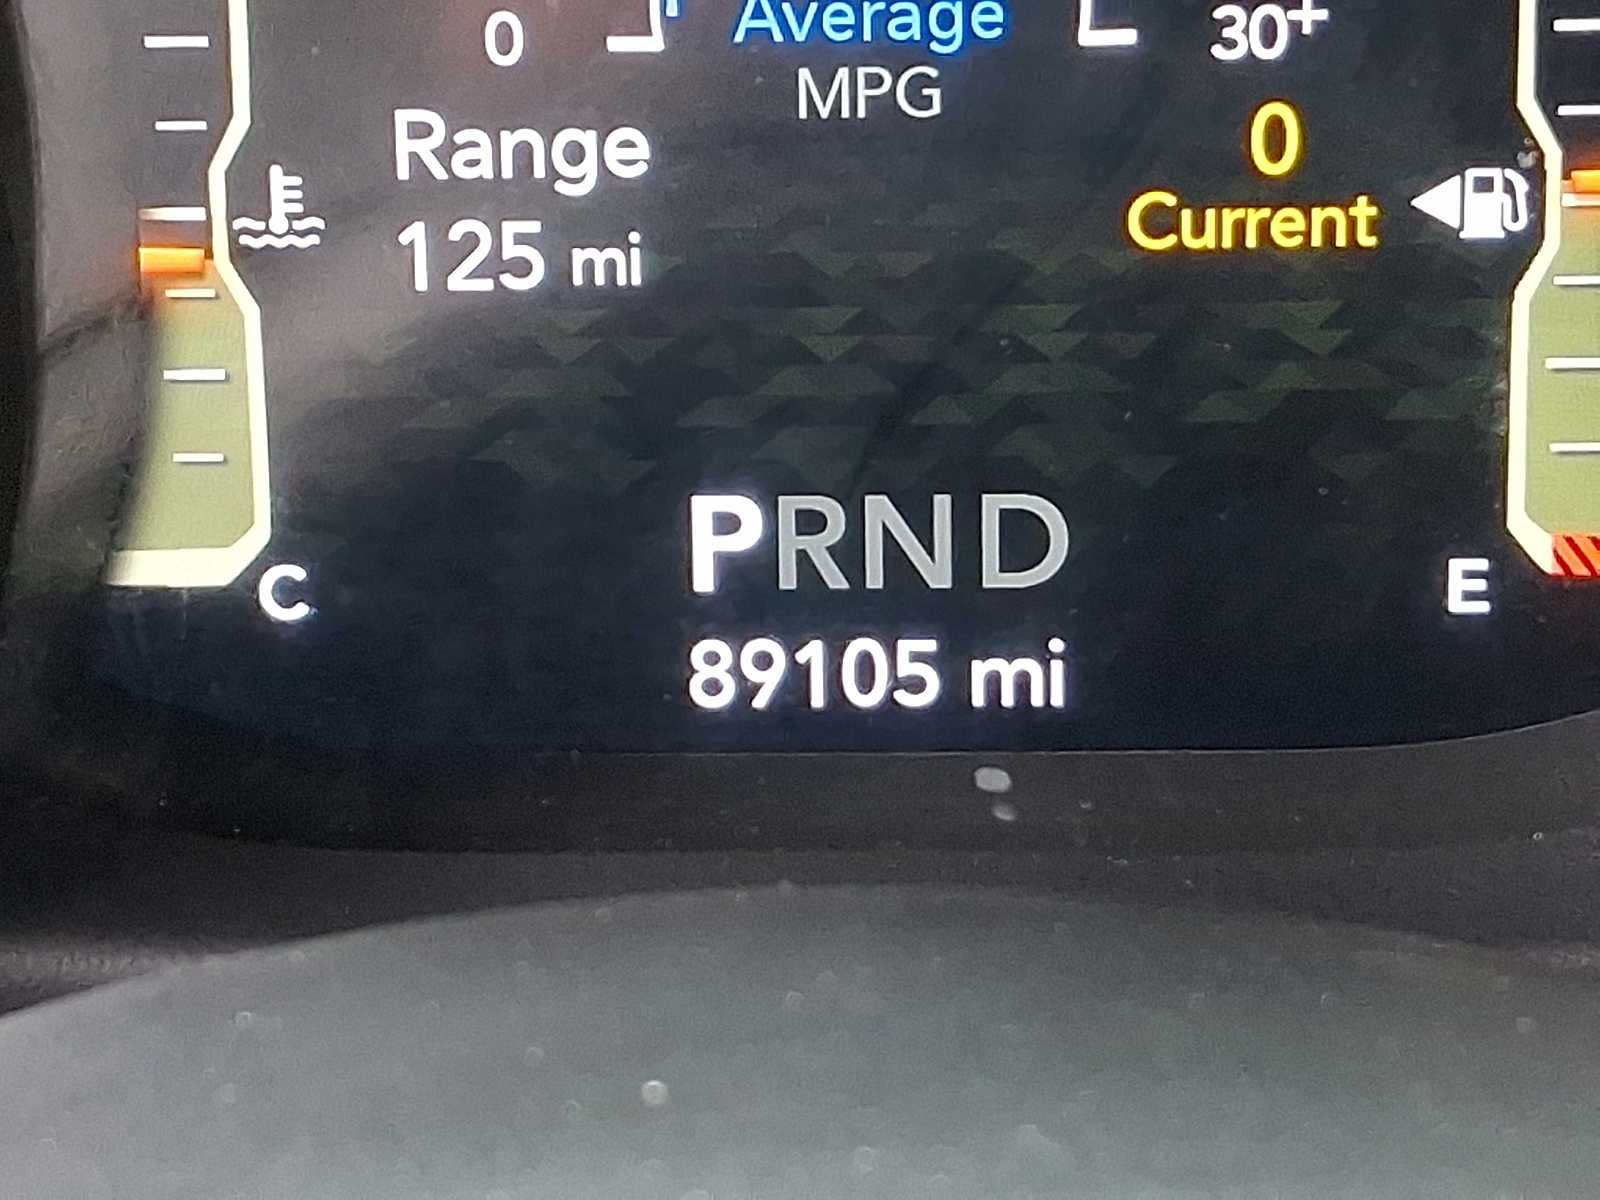 0 Average 30+
MPG
Range 0
125 mi Current
PRND
C E
89105 mi